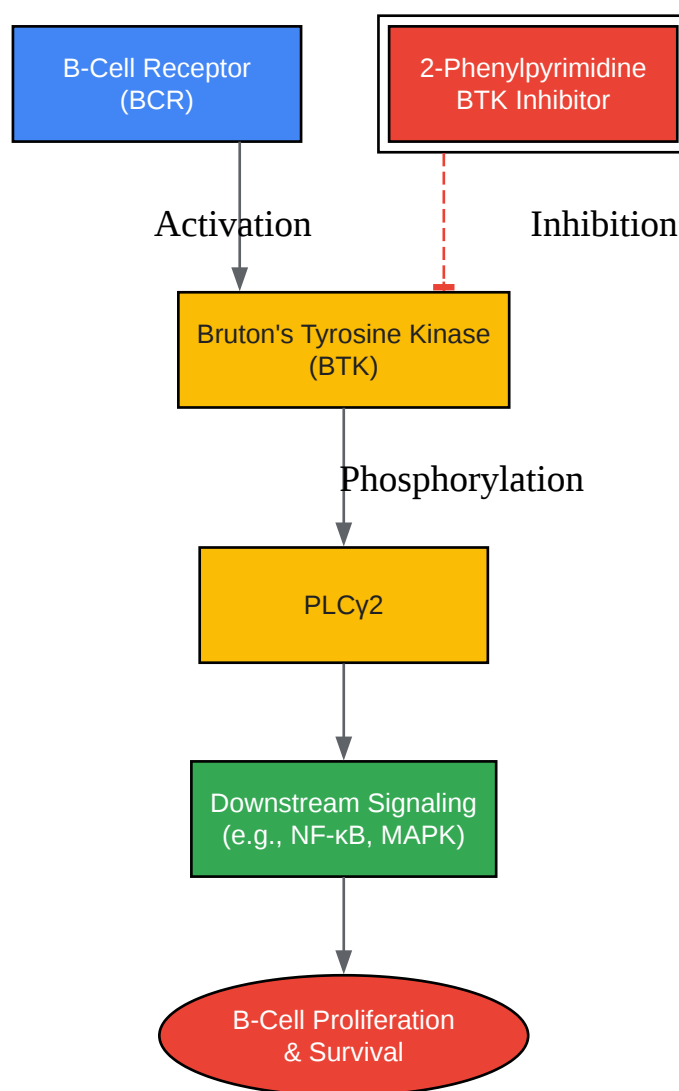 B-Cell Receptor
(BCR)
2-Phenylpyrimidine
BTK Inhibitor
Activation
Inhibition
Bruton's Tyrosine Kinase
(BTK)
Phosphorylation
PLCγ2
Downstream Signaling
(e.g., NF-κB, MAPK)
B-Cell Proliferation
& Survival